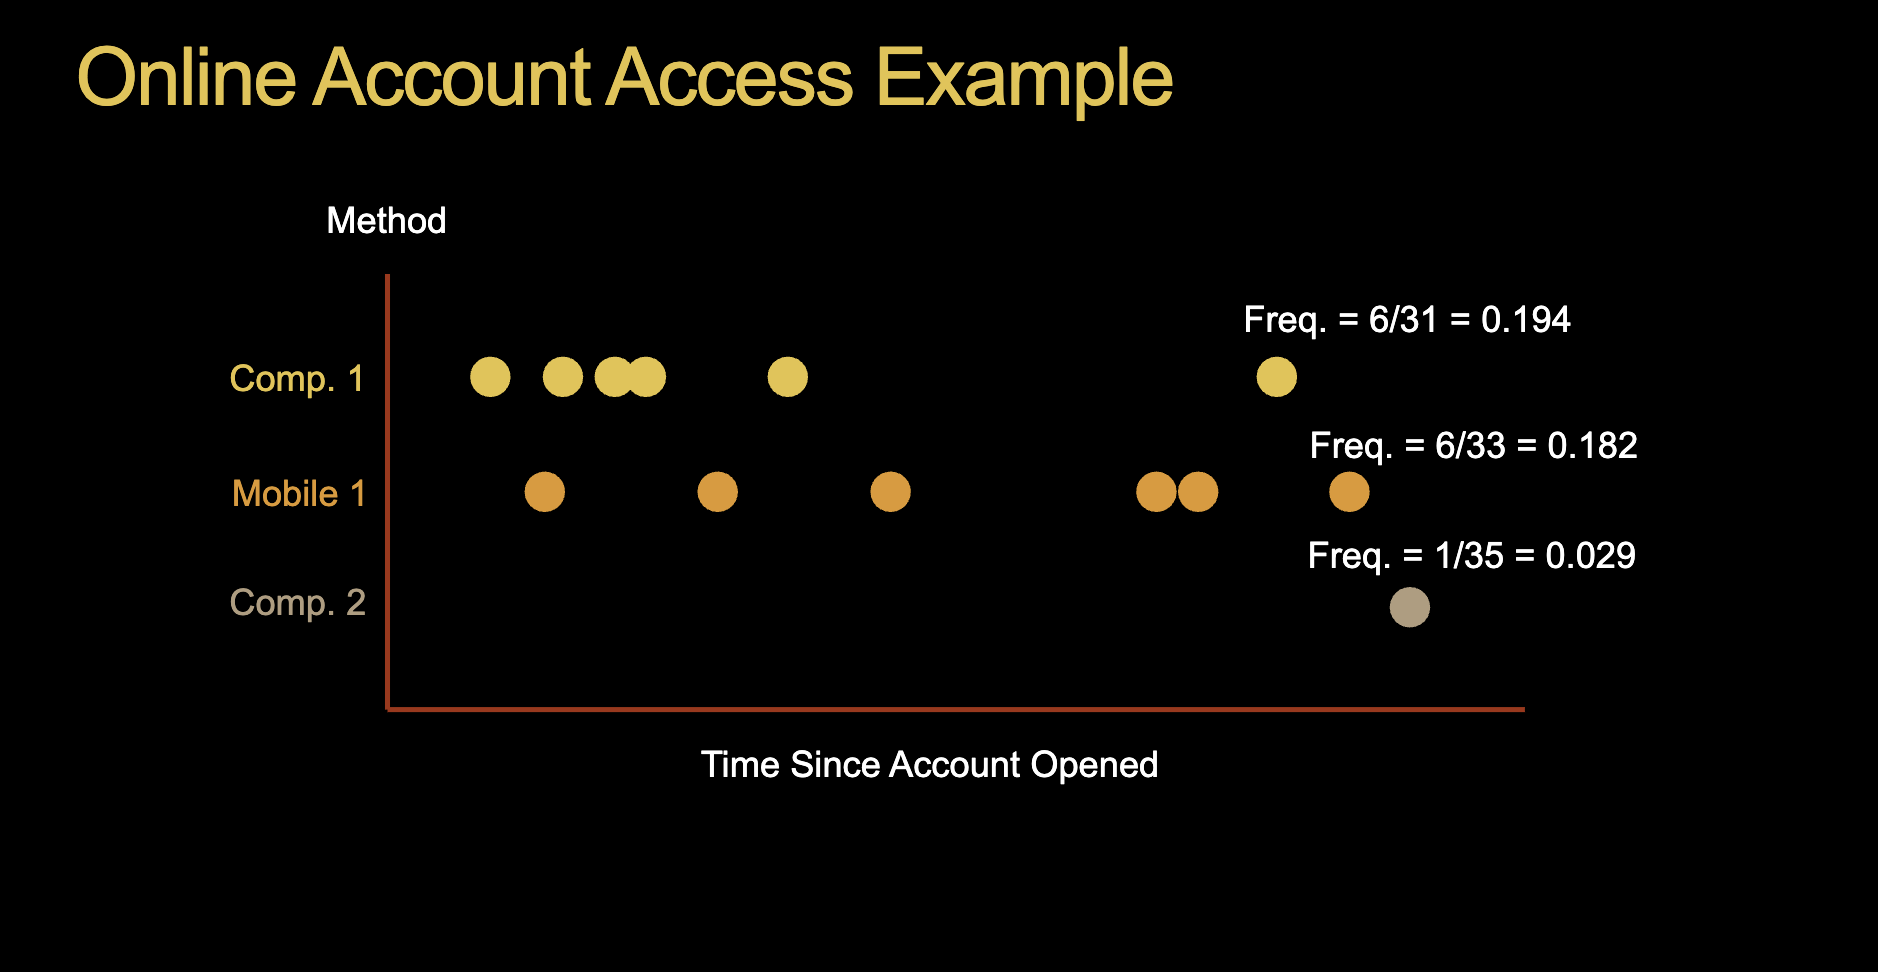 Online Account Access Example
Method
Freq. = 6/31 = 0.194
Comp. 1
Freq. = 6/33 = 0.182
Mobile 1
Freq. = 1/35 = 0.029
Comp. 2
Time Since Account Opened